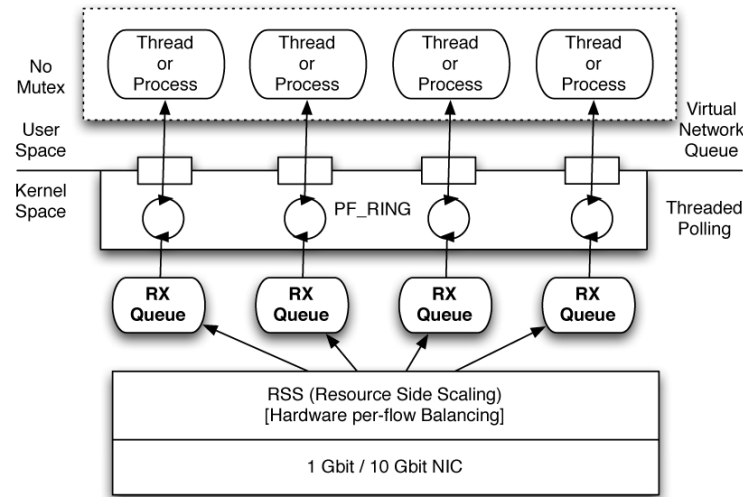 Thread
or
Process
Thread
or
Process
Thread
or
Process
Thread
or
Process
No
Mutex
User
Space
Virtual
Network
Queue
Kernel
Space
PF_RING
Threaded
Polling
RX
Queue
RX
Queue
RX
Queue
RX
Queue
RSS (Resource Side Scaling)
[Hardware per-flow Balancing]
1 Gbit / 10 Gbit NIC